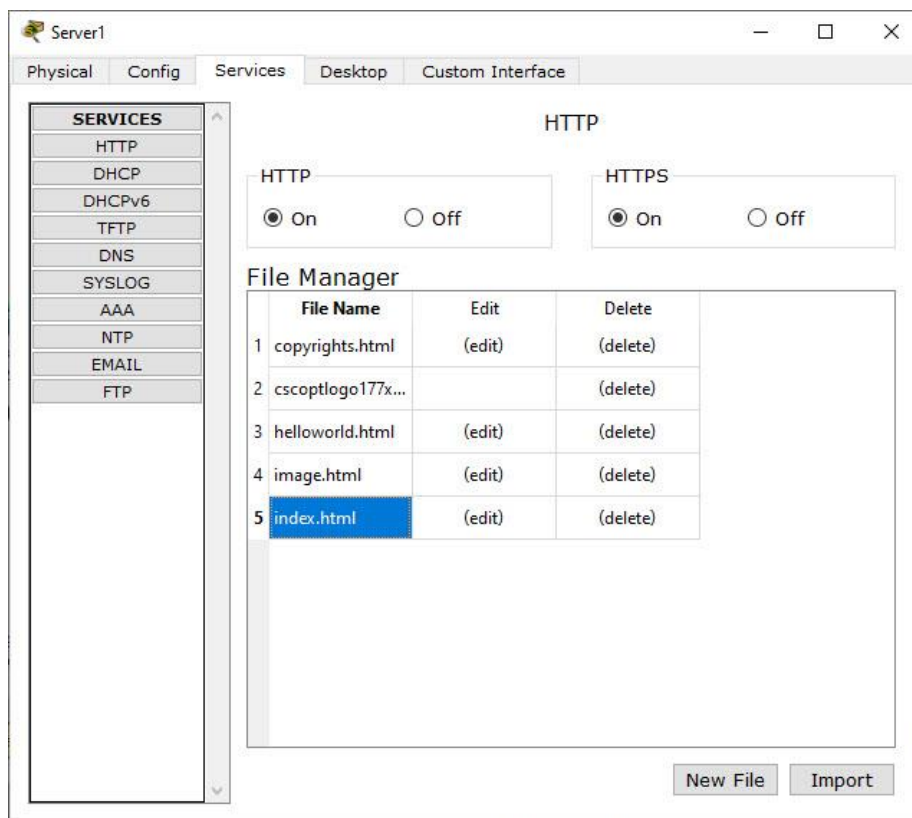 Server1
Physical Config Services Desktop Custom Interface
SERVICES
HTTP
DHCP
DHCPv6
TFTP
DNS
SYSLOG
AAA
NTP
EMAIL
FTP
HTTP
HTTP
On Off
HTTPS
On Off
File Manager
File Name Edit Delete
1 copyrights.html (edit) (delete)
2 cscoptlogo177x... (delete)
3 helloworld.html (edit) (delete)
4 image.html (edit) (delete)
5 index.html (edit) (delete)
New File Import